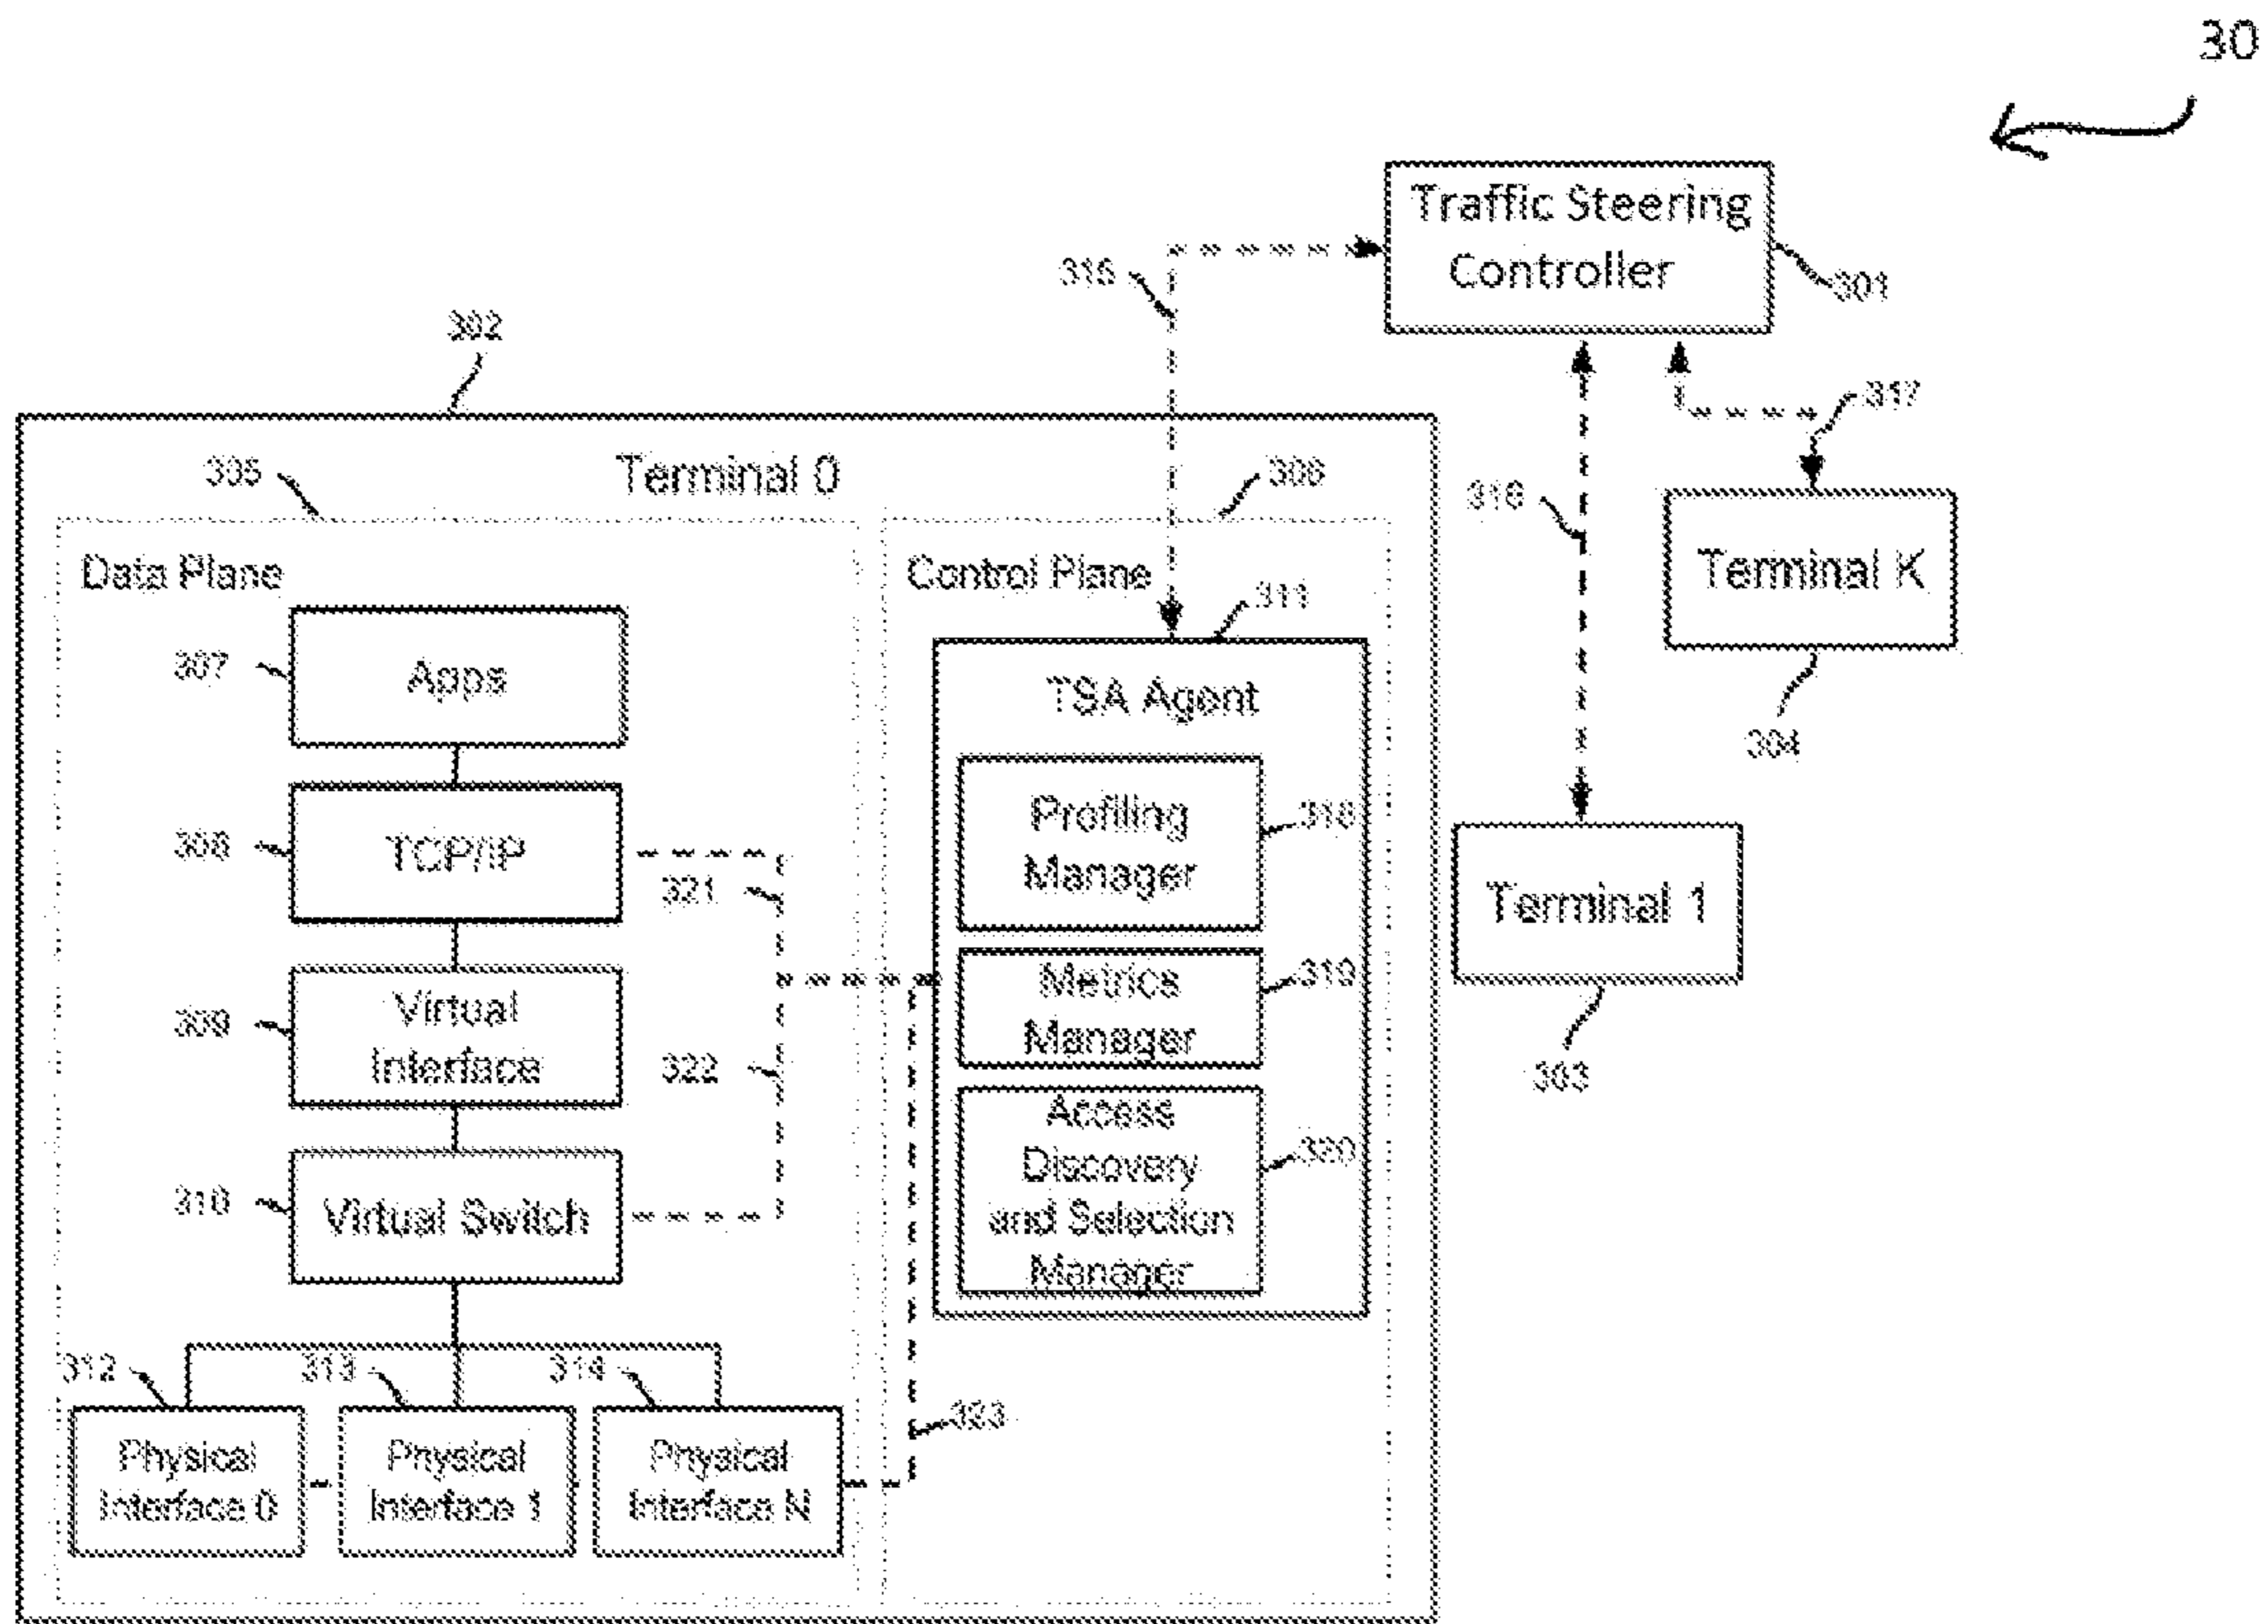 30
Traffic Steering
Controller
301
315
302
317
Terminal 0
305
306
316
Terminal K
304
Data Plane
Control Plane
311
307
Apps
TSA Agent
308
TCP/IP
321
Profiling
Manager
318
Terminal 1
303
309
Virtual
Interface
322
Metrics
Manager
319
310
Virtual Switch
Access
Discovery
and Selection
Manager
320
312
313
314
323
Physical
Interface 0
Physical
Interface 1
Physical
Interface N